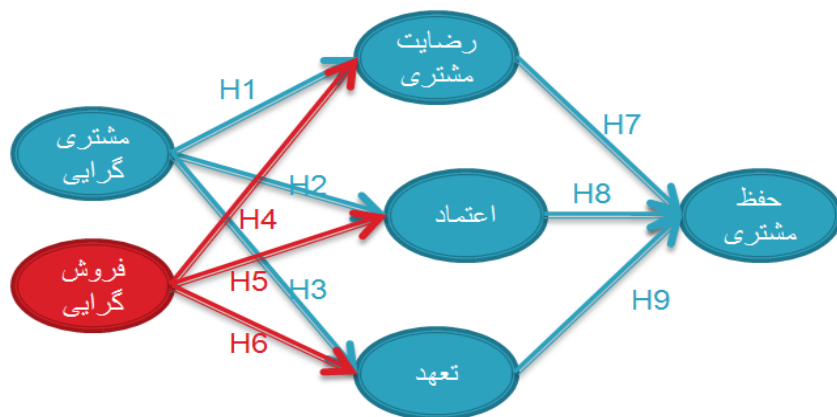 رضایت
مشتری
H1
H7
مشتری
گرایی
H2
اعتماد
H8
حفظ
مشتری
H4
فروش
گرایی
H5
H3
H9
H6
تعهد